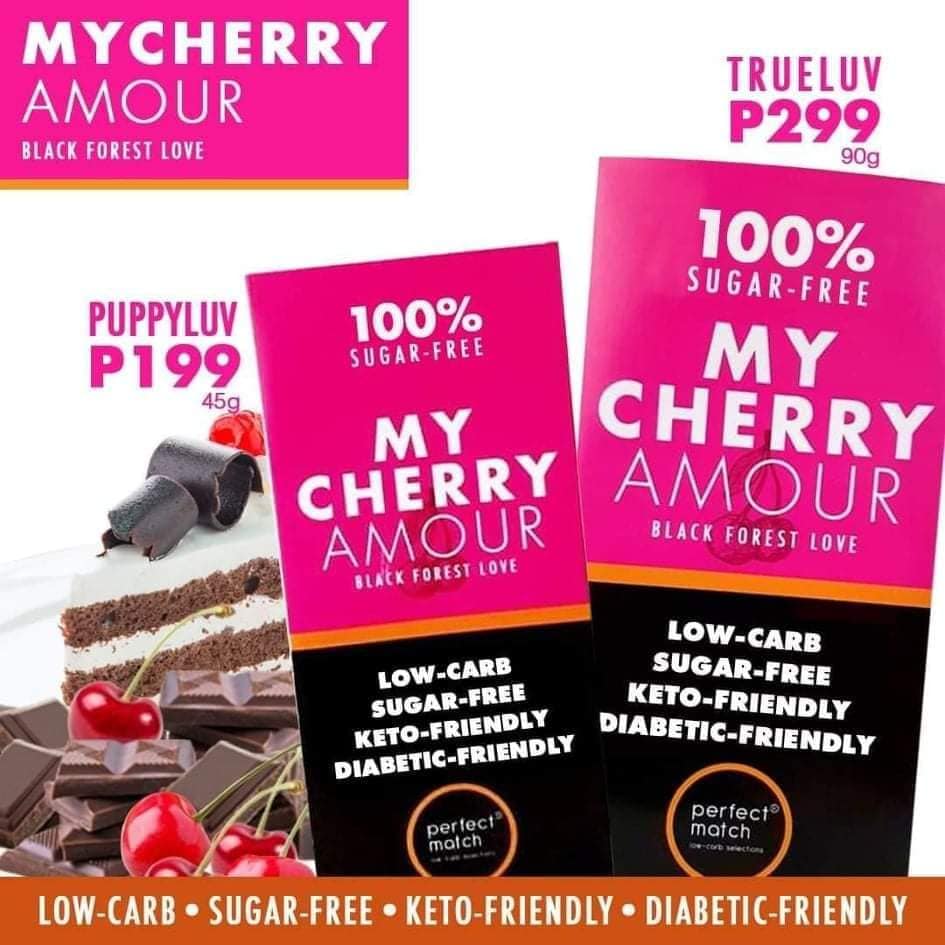 MYCHERRY
AMOUR
BLACK FOREST LOVE
TRUELUV
P299
90g
PUPPYLUV
P199
45g
100%
SUGAR-FREE
MY
CHERRY
AMOUR
BLACK FOREST LOVE
LOW-CARB
SUGAR-FREE
KETO-FRIENDLY
DIABETIC-FRIENDLY
perfect®
match
low-carb selections
100%
SUGAR-FREE
MY
CHERRY
AMOUR
BLACK FOREST LOVE
LOW-CARB
SUGAR-FREE
KETO-FRIENDLY
DIABETIC-FRIENDLY
perfect®
match
low-carb selections
LOW-CARB • SUGAR-FREE • KETO-FRIENDLY • DIABETIC-FRIENDLY